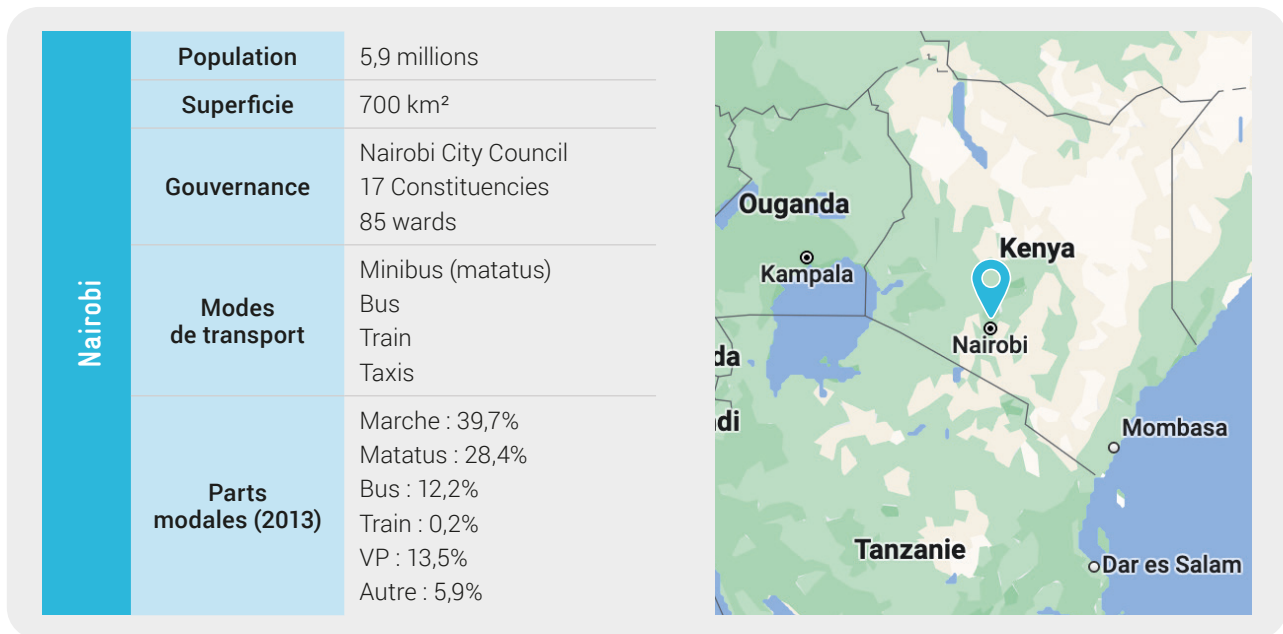 Nairobi
Population
5,9 millions
Superficie
700 km²
Gouvernance
Nairobi City Council
17 Constituencies
85 wards
Modes
de transport
Minibus (matatus)
Bus
Train
Taxis
Parts
modales (2013)
Marche : 39,7%
Matatus : 28,4%
Bus : 12,2%
Train : 0,2%
VP : 13,5%
Autre : 5,9%
Ouganda
Kampala
Kenya
Nairobi
da
di
Mombasa
Tanzanie
Dar es Salam